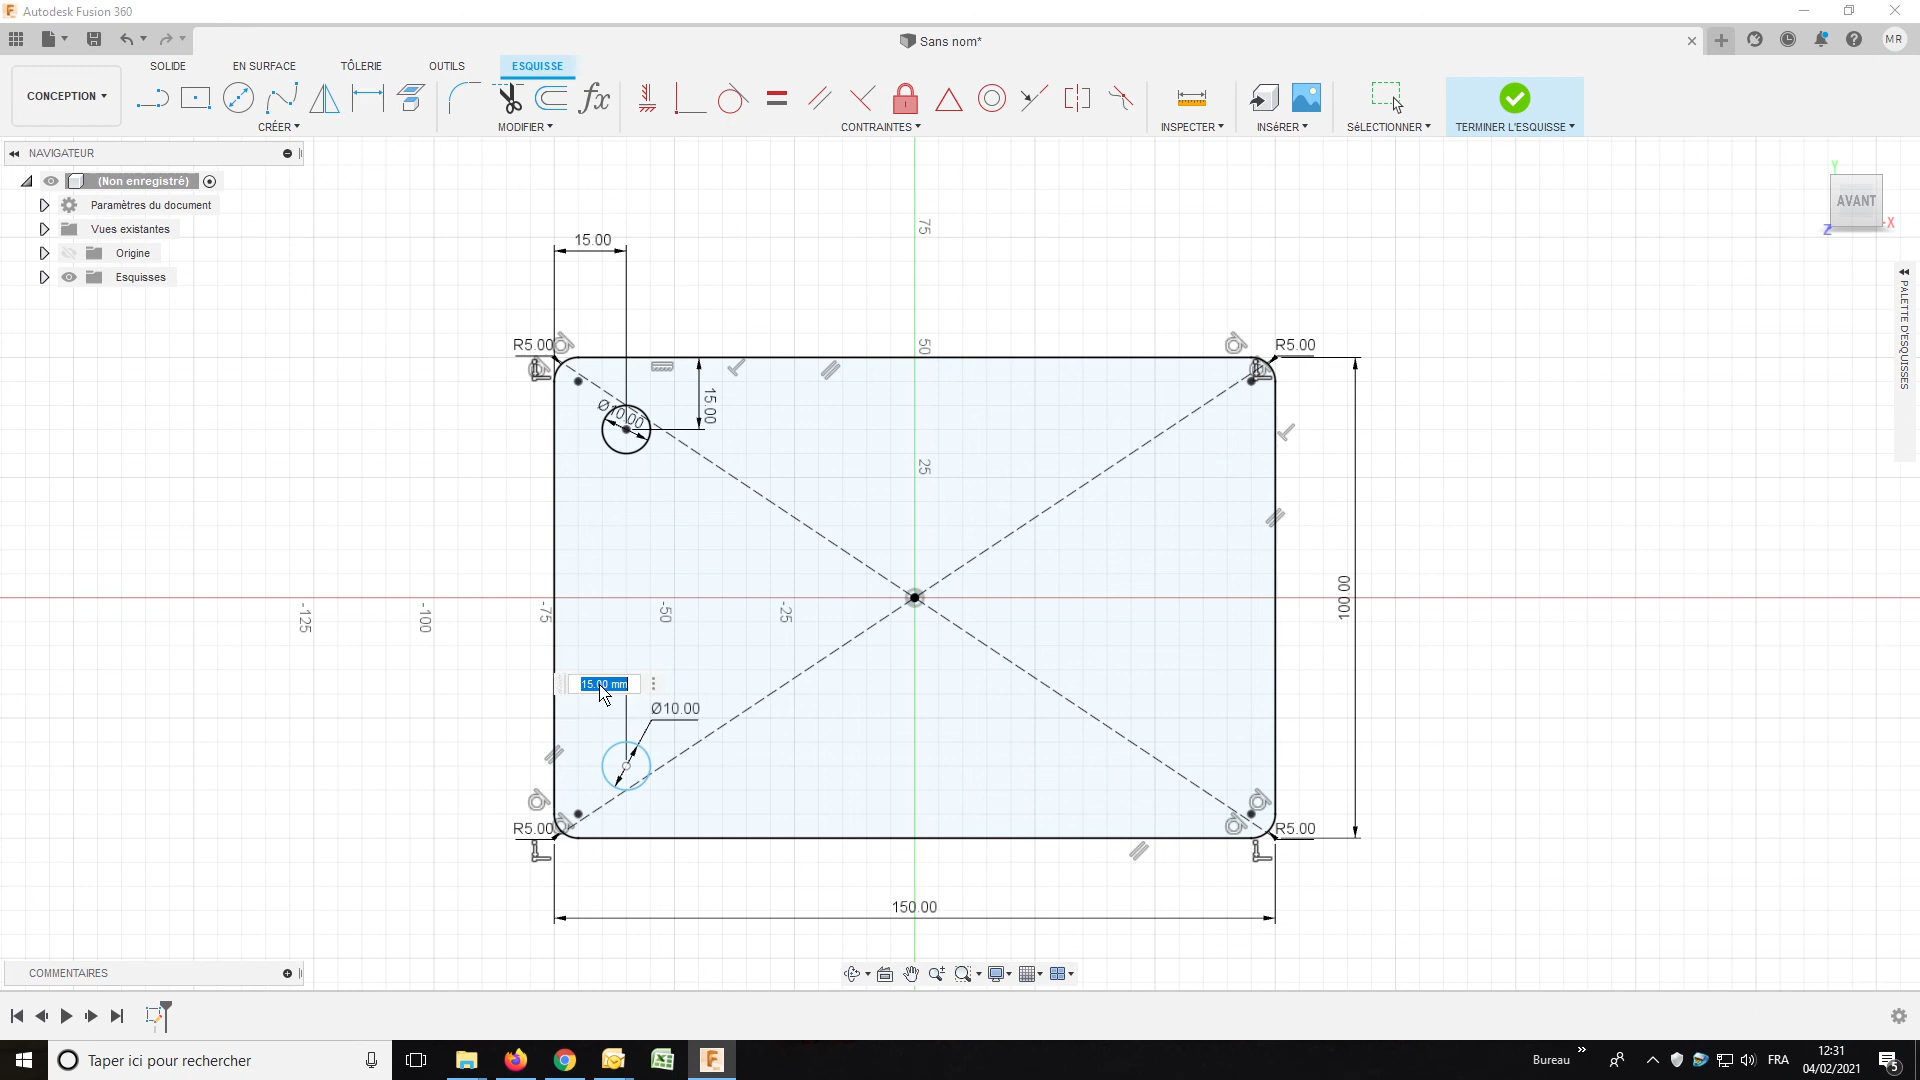 Autodesk Fusion 360
Sans nom*
MR
SOLIDE
EN SURFACE
TÔLERIE
OUTILS
ESQUISSE
CONCEPTION
fx
CRÉER
MODIFIER
CONTRAINTES
INSPECTER
INSéRER
SéLECTIONNER
TERMINER L'ESQUISSE
NAVIGATEUR
(Non enregistré)
Paramètres du document
Vues existantes
Origine
Esquisses
Y
AVANT
X
Z
PALETTE D'ESQUISSES
75
15.00
R5.00
50
R5.00
15.00
Ø10.00
25
100.00
-125
-100
-75
-50
-25
15.00 mm
Ø10.00
R5.00
R5.00
150.00
COMMENTAIRES
Taper ici pour rechercher
Bureau
FRA
12:31
04/02/2021
5